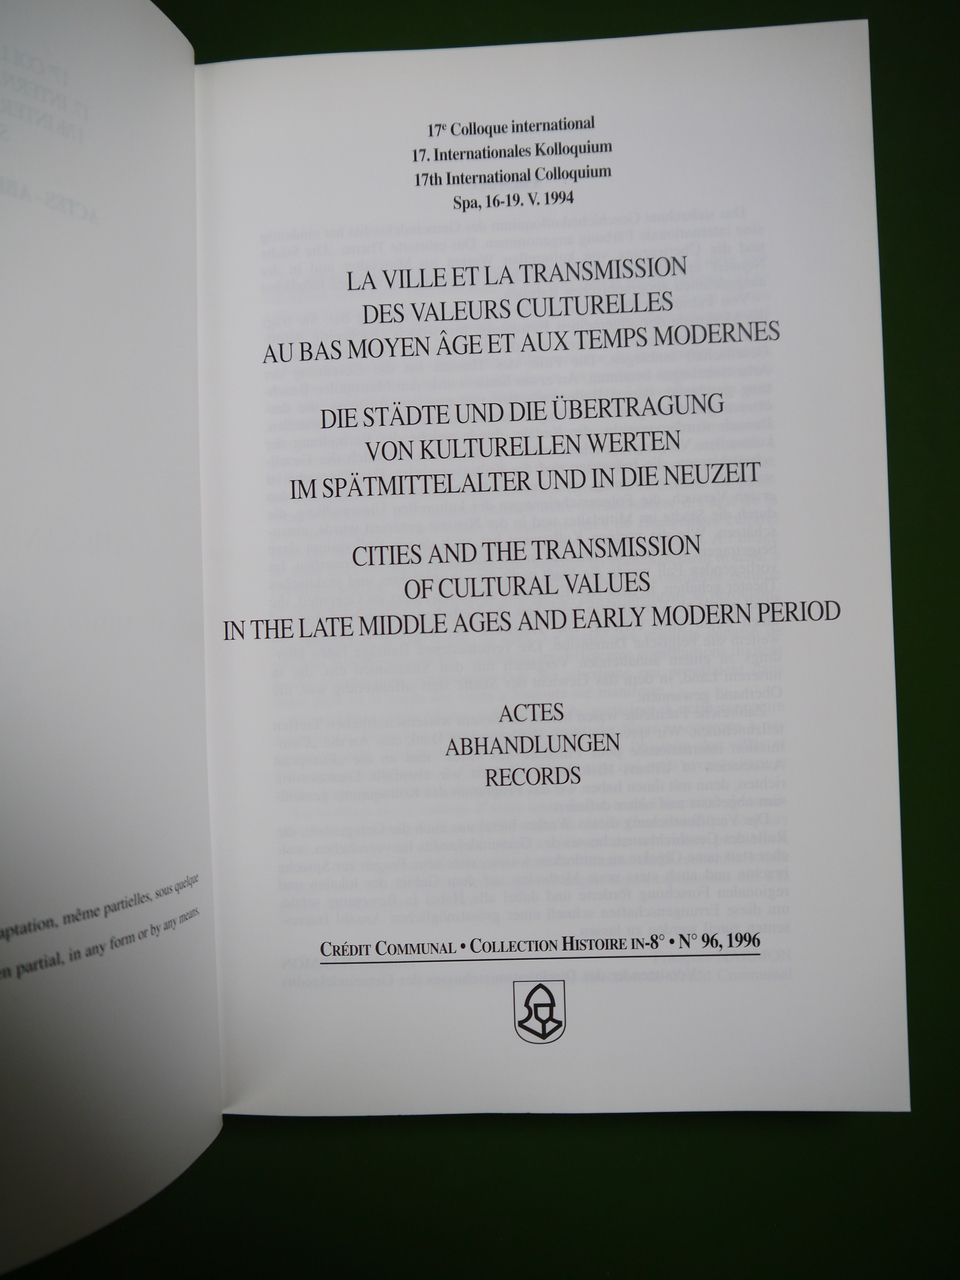 17e Colloque international
17. Internationales Kolloquium
17th International Colloquium
Spa, 16-19. V. 1994
LA VILLE ET LA TRANSMISSION
DES VALEURS CULTURELLES
AU BAS MOYEN ÂGE ET AUX TEMPS MODERNES
DIE STÄDTE UND DIE ÜBERTRAGUNG
VON KULTURELLEN WERTEN
IM SPÄTMITTELALTER UND IN DIE NEUZEIT
CITIES AND THE TRANSMISSION
OF CULTURAL VALUES
IN THE LATE MIDDLE AGES AND EARLY MODERN PERIOD
ACTES
ABHANDLUNGEN
RECORDS
CRÉDIT COMMUNAL • COLLECTION HISTOIRE IN-8° • N° 96, 1996
aptation, même partielles, sous quelque
en partial, in any form or by any means.